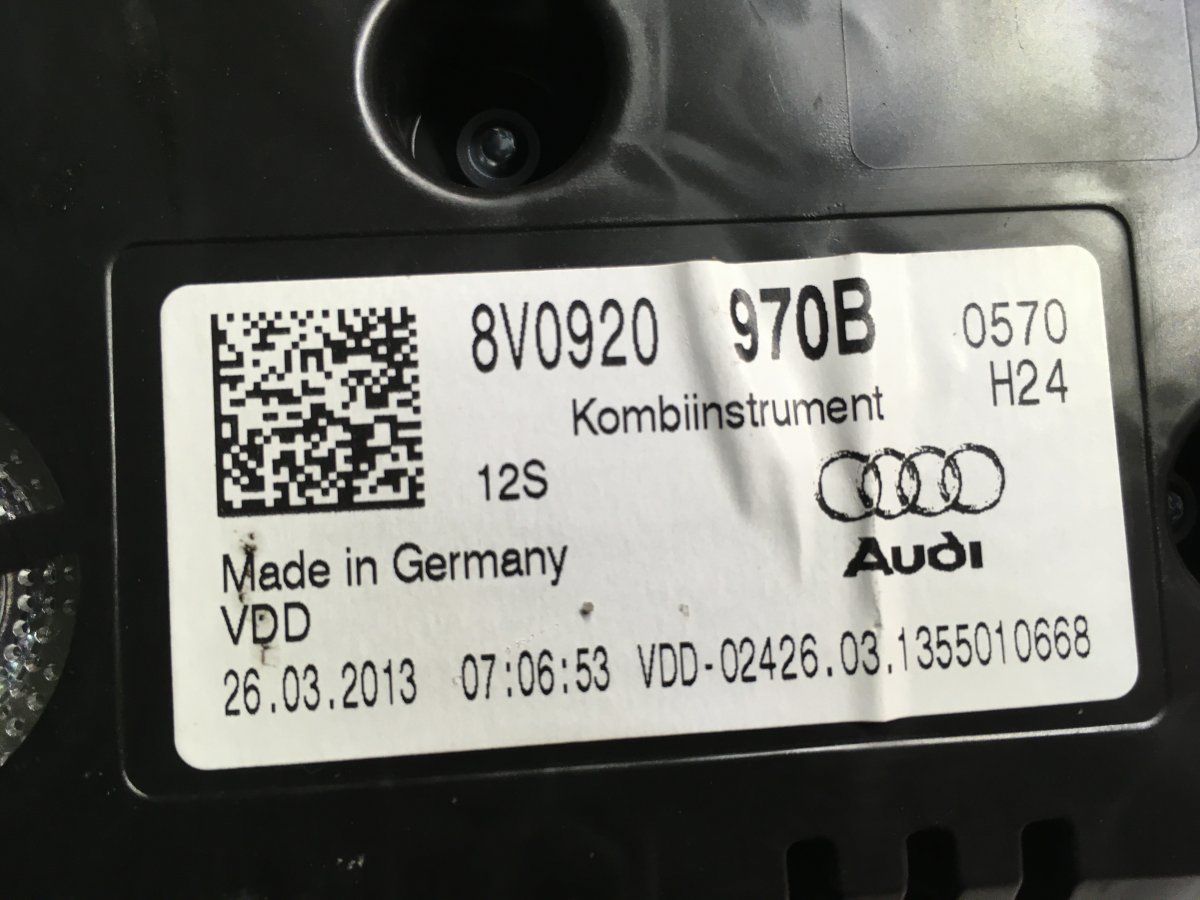 8V0920 970B 0570
H24
Kombiinstrument
12S
Audi
Made in Germany
VDD
26.03.2013 07:06:53 VDD-02426.03.1355010668